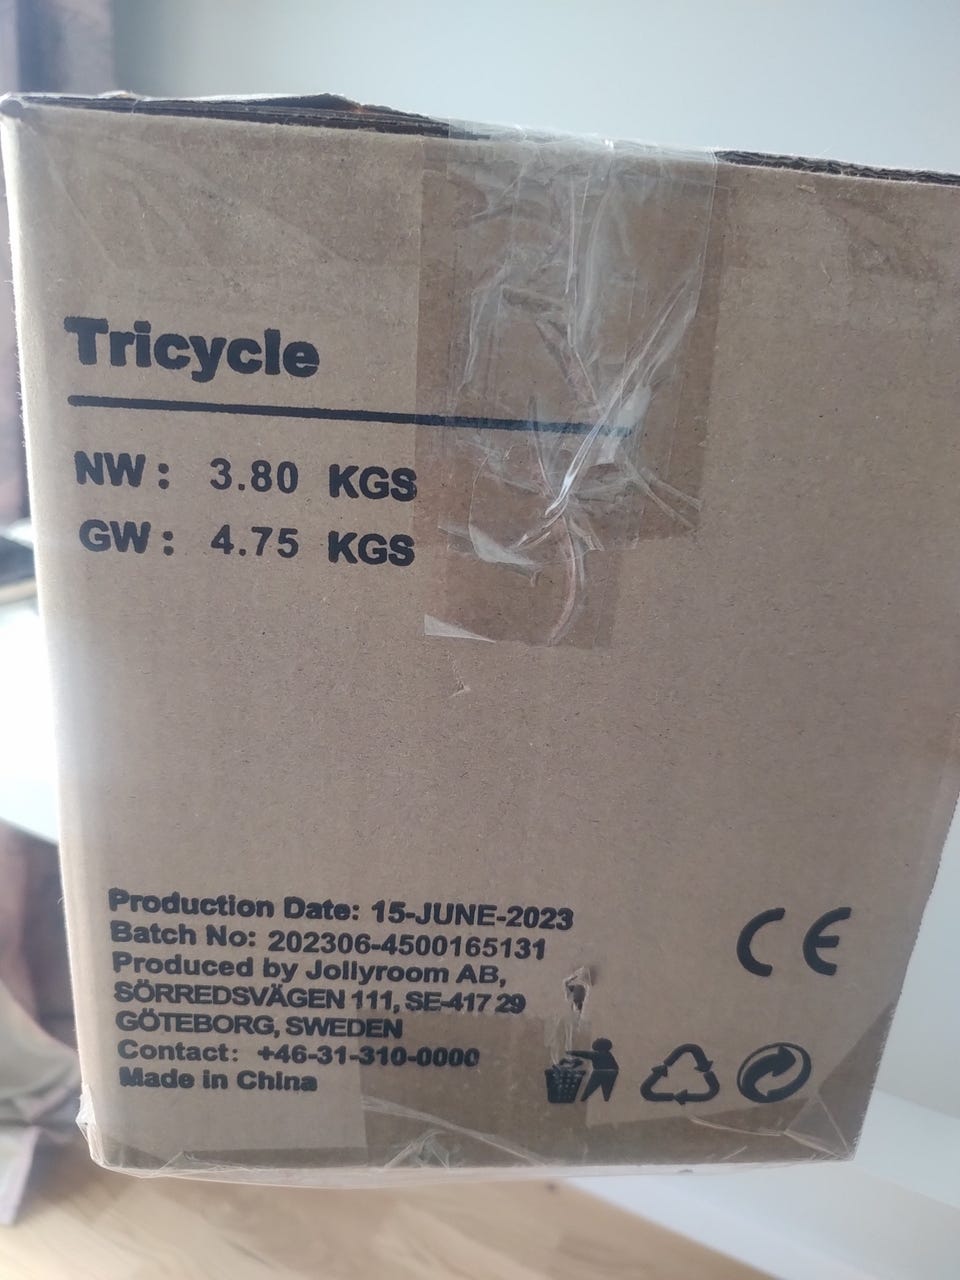 Tricycle
NW: 3.80 KGS
GW: 4.75 KGS
Production Date: 15-JUNE-2023
Batch No: 202306-4500165131
Produced by Jollyroom AB,
SÖRREDSVÄGEN 111, SE-417 29
GÖTEBORG, SWEDEN
Contact: +46-31-310-0000
Made in China
CE